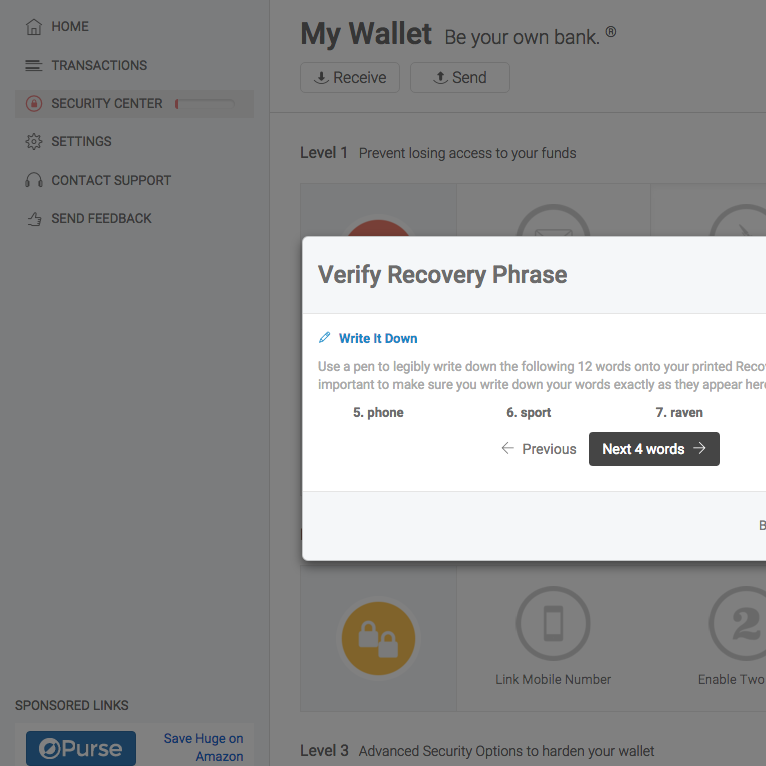 HOME
TRANSACTIONS
SECURITY CENTER
SETTINGS
CONTACT SUPPORT
SEND FEEDBACK
My Wallet Be your own bank. ®
Receive Send
Level 1 Prevent losing access to your funds
Verify Recovery Phrase
Write It Down
Use a pen to legibly write down the following 12 words onto your printed Reco
important to make sure you write down your words exactly as they appear her
5. phone 6. sport 7. raven
Previous Next 4 words
B
2
Link Mobile Number Enable Two
SPONSORED LINKS
Purse
Save Huge on
Amazon
Level 3 Advanced Security Options to harden your wallet